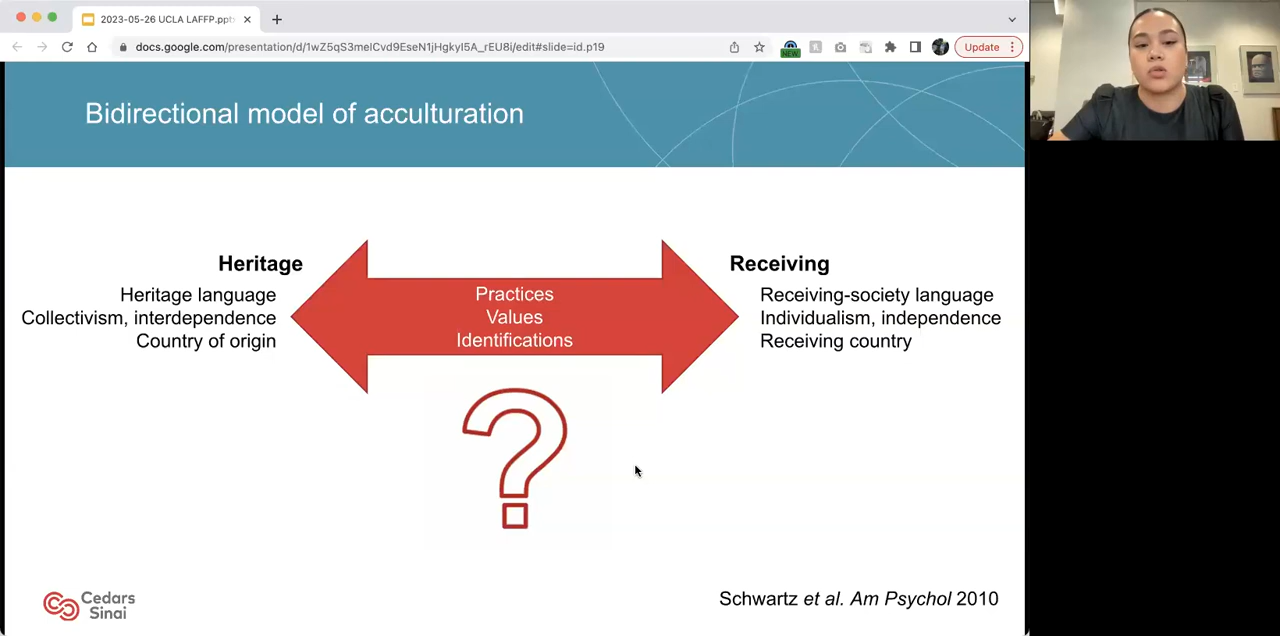 2023-05-26 UCLA LAFFP.ppt
docs.google.com/presentation/d/1wZ5qS3melCvd9EseN1jHgkyI5A_rEU8i/edit#slide=id.p19
NEW
Update
Bidirectional model of acculturation
Heritage
Heritage language
Collectivism, interdependence
Country of origin
Practices
Values
Identifications
Receiving
Receiving-society language
Individualism, independence
Receiving country
?
Cedars
Sinai
Schwartz et al. Am Psychol 2010